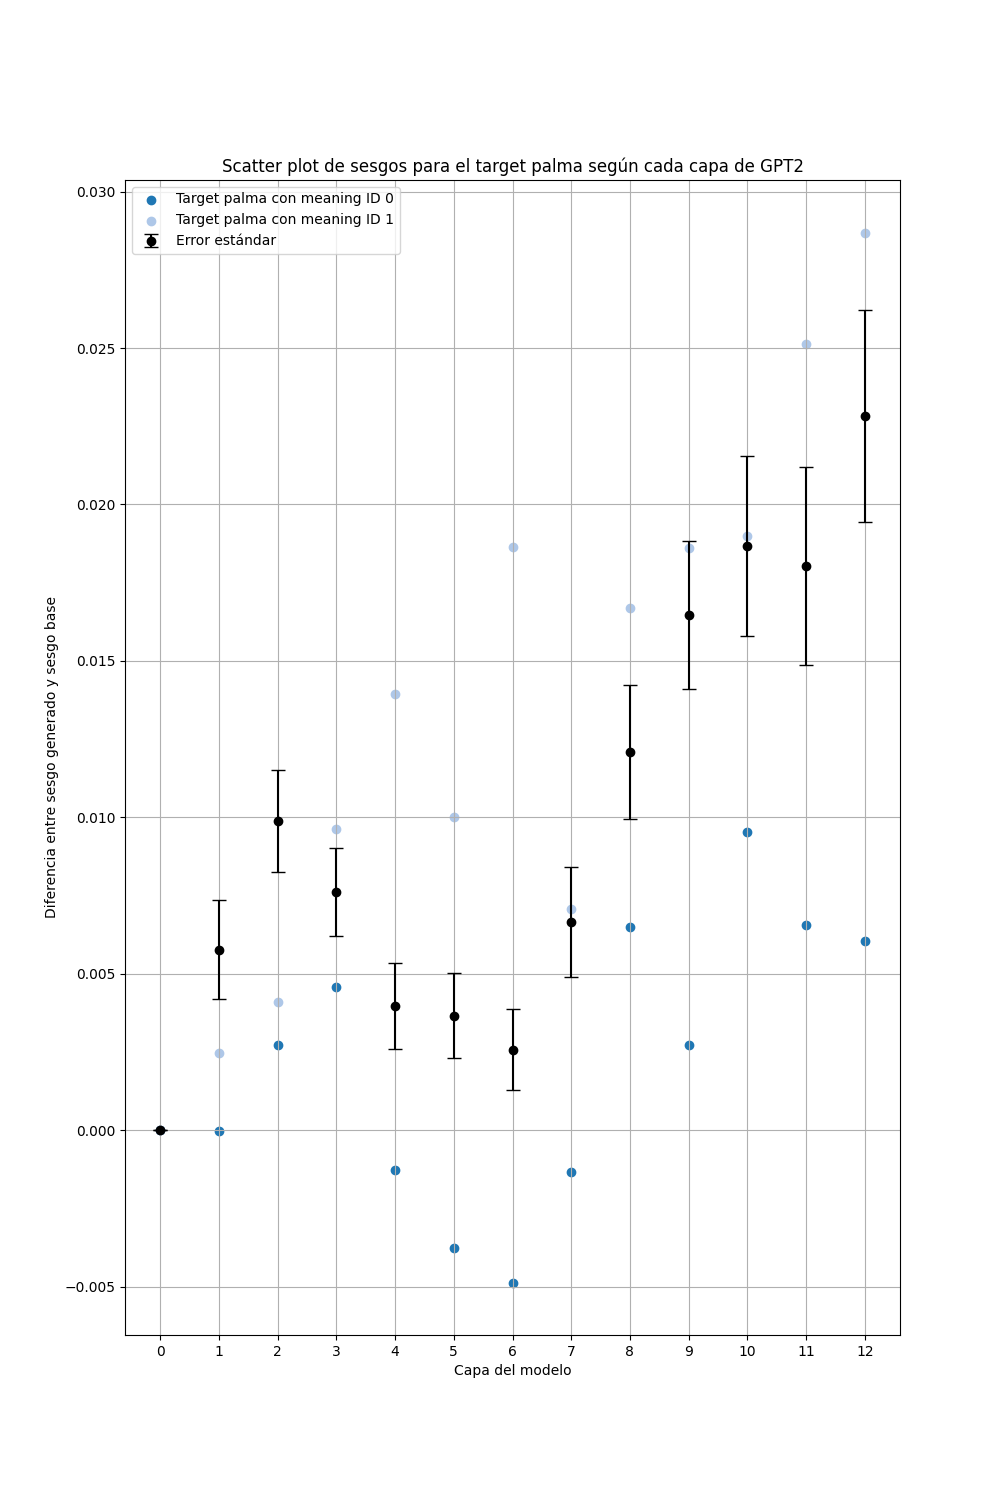 Scatter plot de sesgos para el target palma según cada capa de GPT2
Target palma con meaning ID 0
Target palma con meaning ID 1
Error estándar
Diferencia entre sesgo generado y sesgo base
0.030
0.025
0.020
0.015
0.010
0.005
0.000
−0.005
0 1 2 3 4 5 6 7 8 9 10 11 12
Capa del modelo